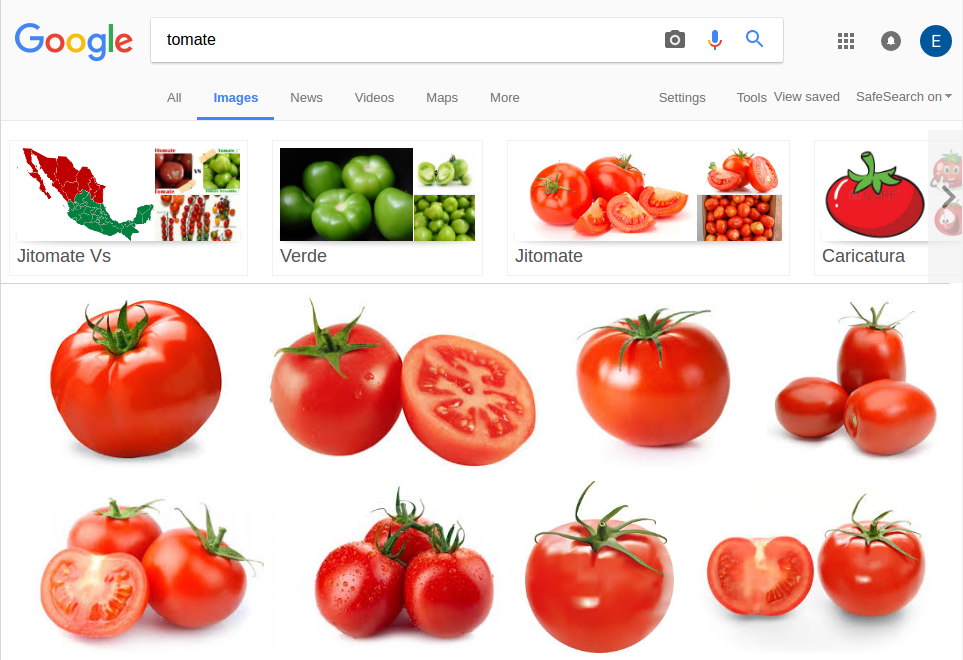 Google
tomate
E
All Images News Videos Maps More Settings Tools View saved SafeSearch on
Jitomate Vs
Verde
Jitomate
Caricatura